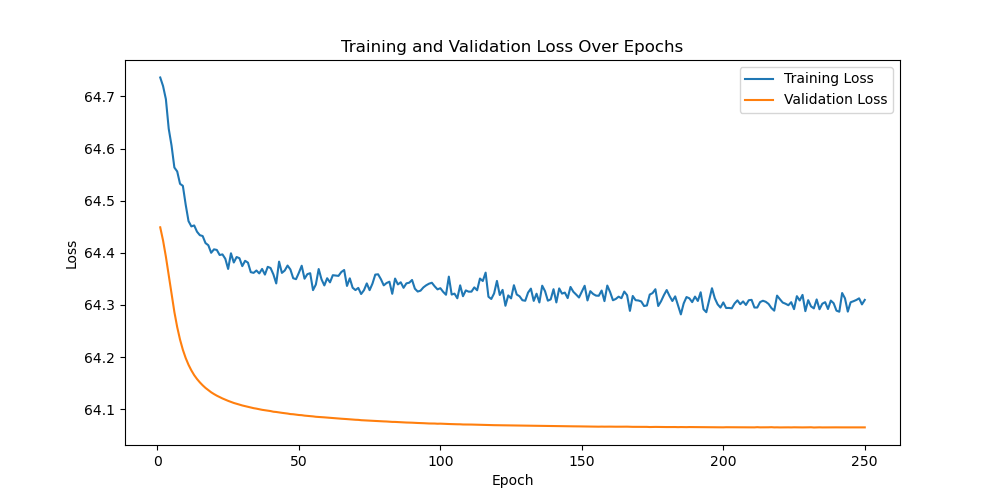 Training and Validation Loss Over Epochs
Training Loss
Validation Loss
64.7
64.6
64.5
64.4
64.3
64.2
64.1
Loss
0
50
100
150
200
250
Epoch